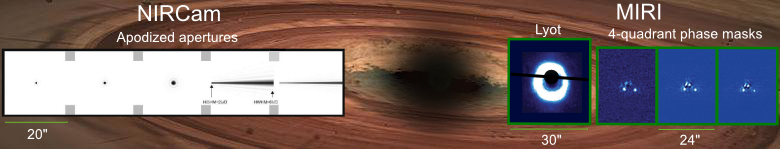 NIRCam
Apodized apertures
20"
MIRI
Lyot
4-quadrant phase masks
30"
24"